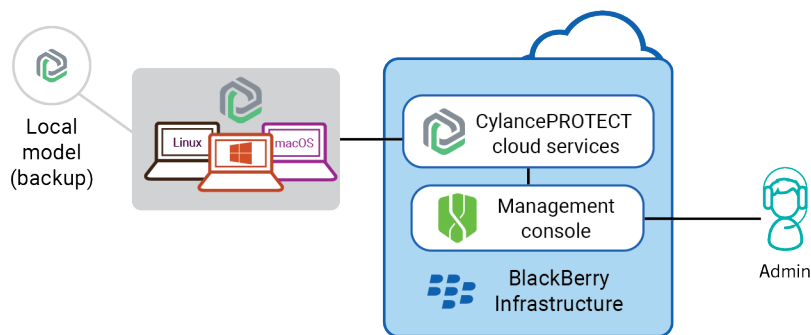 Local
model
(backup)
Linux
macOS
CylancePROTECT
cloud services
Management
console
BlackBerry
Infrastructure
Admin